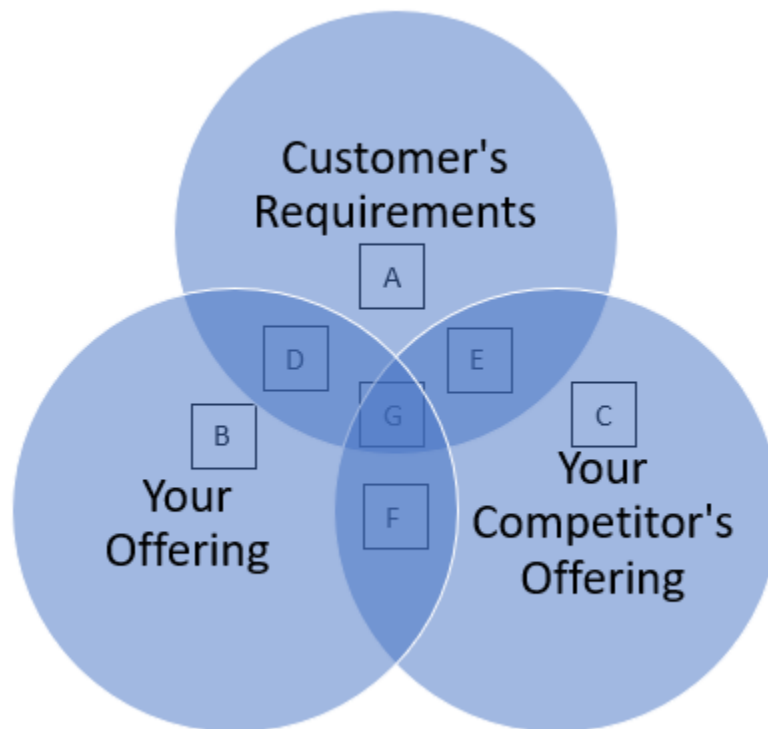 Customer's
Requirements
A
D
E
G
B
C
Your
Offering
F
Your
Competitor's
Offering